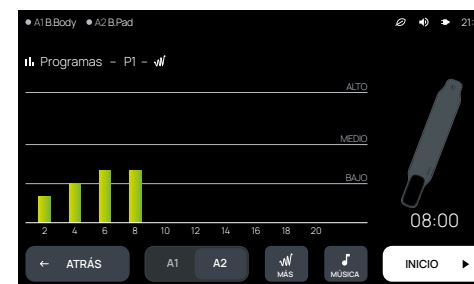 A1 B.Body A2 B.Pad 21:
Programas – P1 –
ALTO
MEDIO
BAJO
2 4 6 8 10 12 14 16 18 20
08:00
← ATRÁS A1 A2 MÁS MÚSICA INICIO